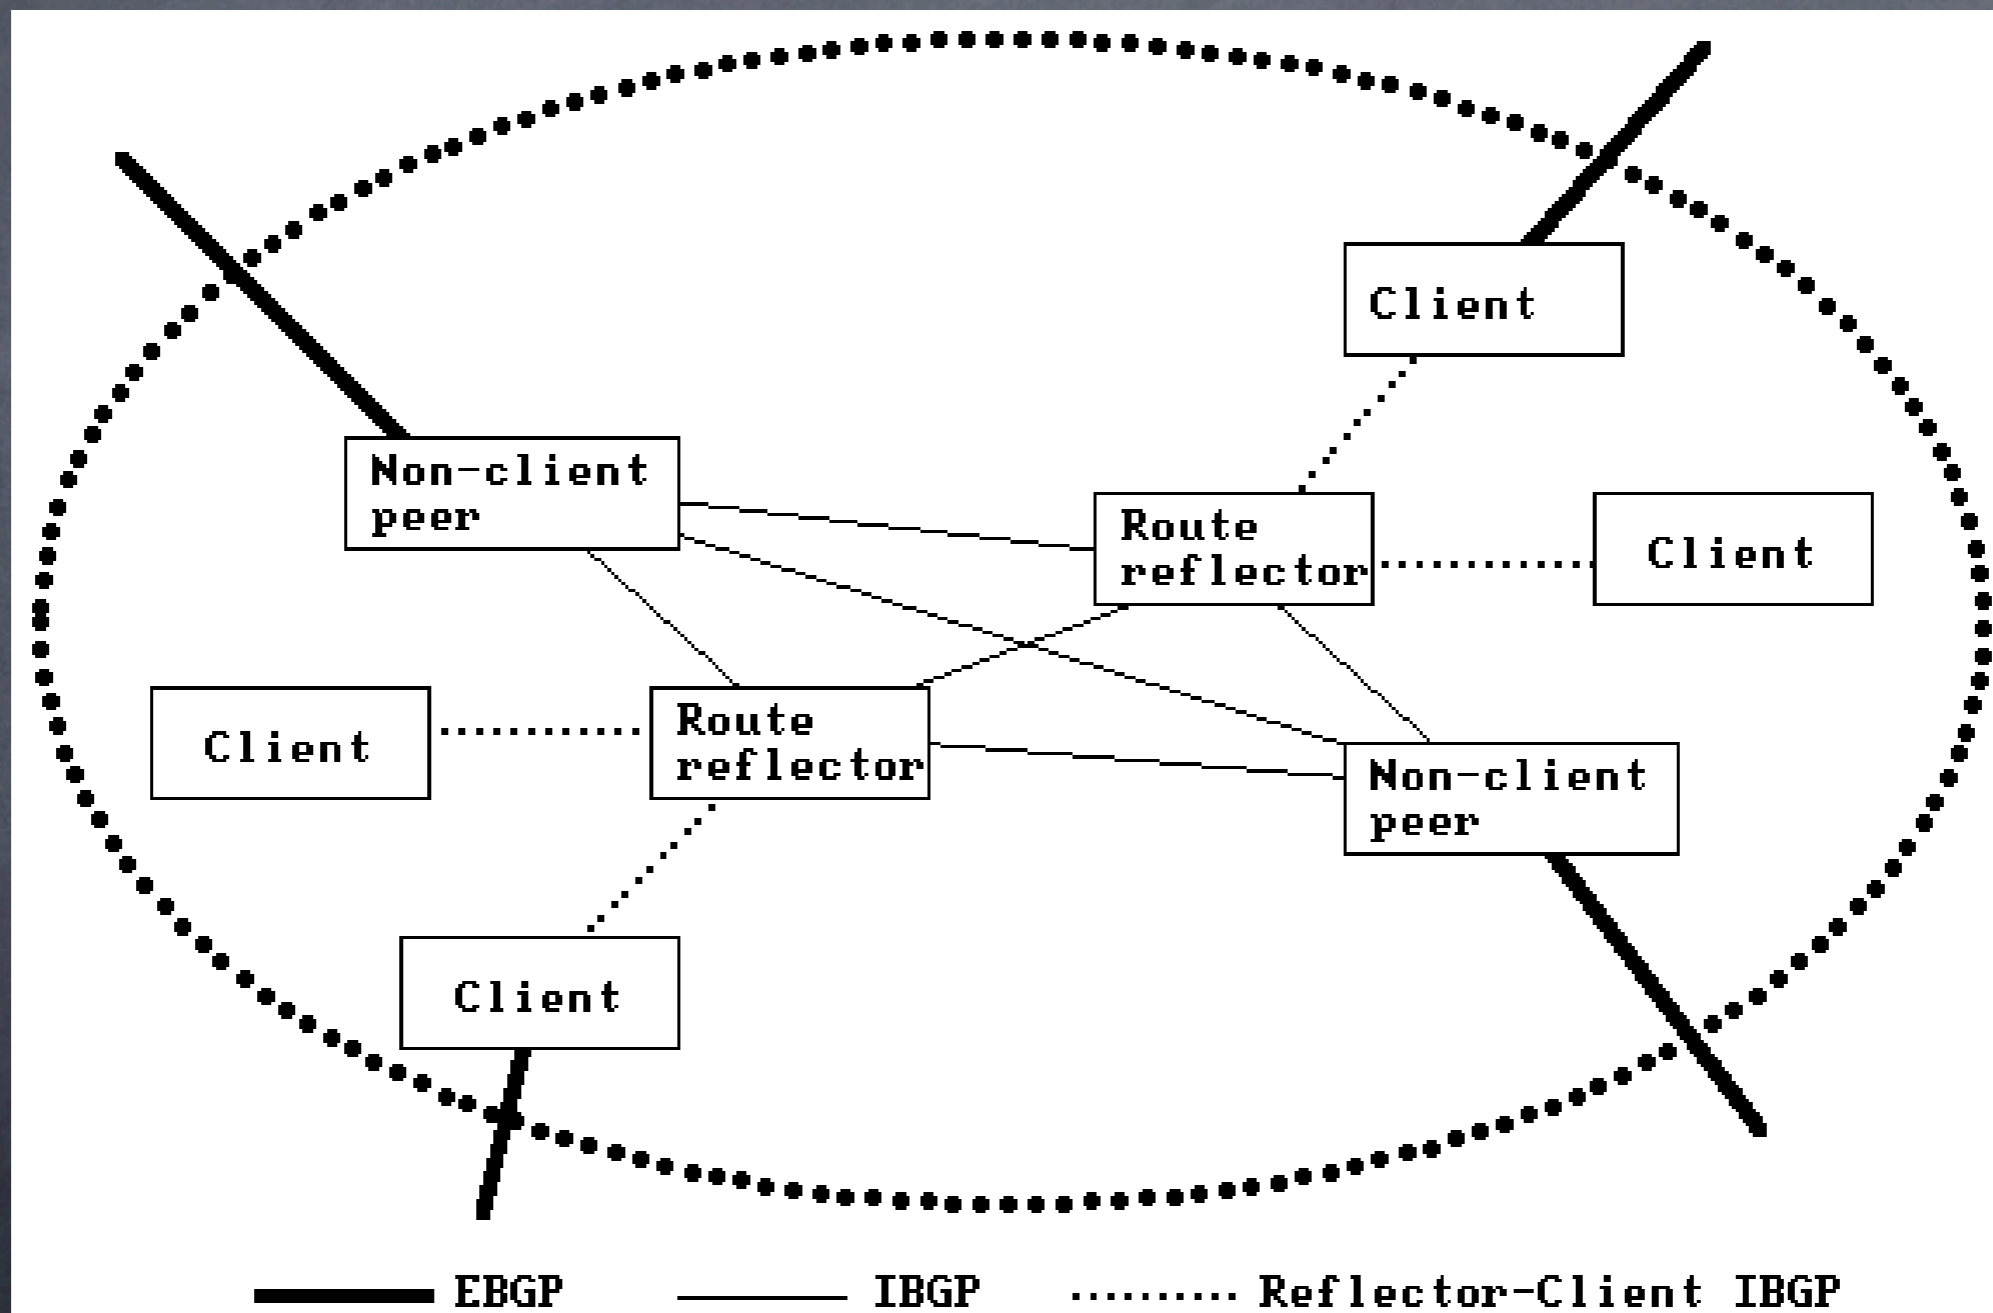 Client
Non-client
peer
Route
reflector
Client
Client
Route
reflector
Non-client
peer
Client
EBGP
IBGP
Reflector-Client IBGP